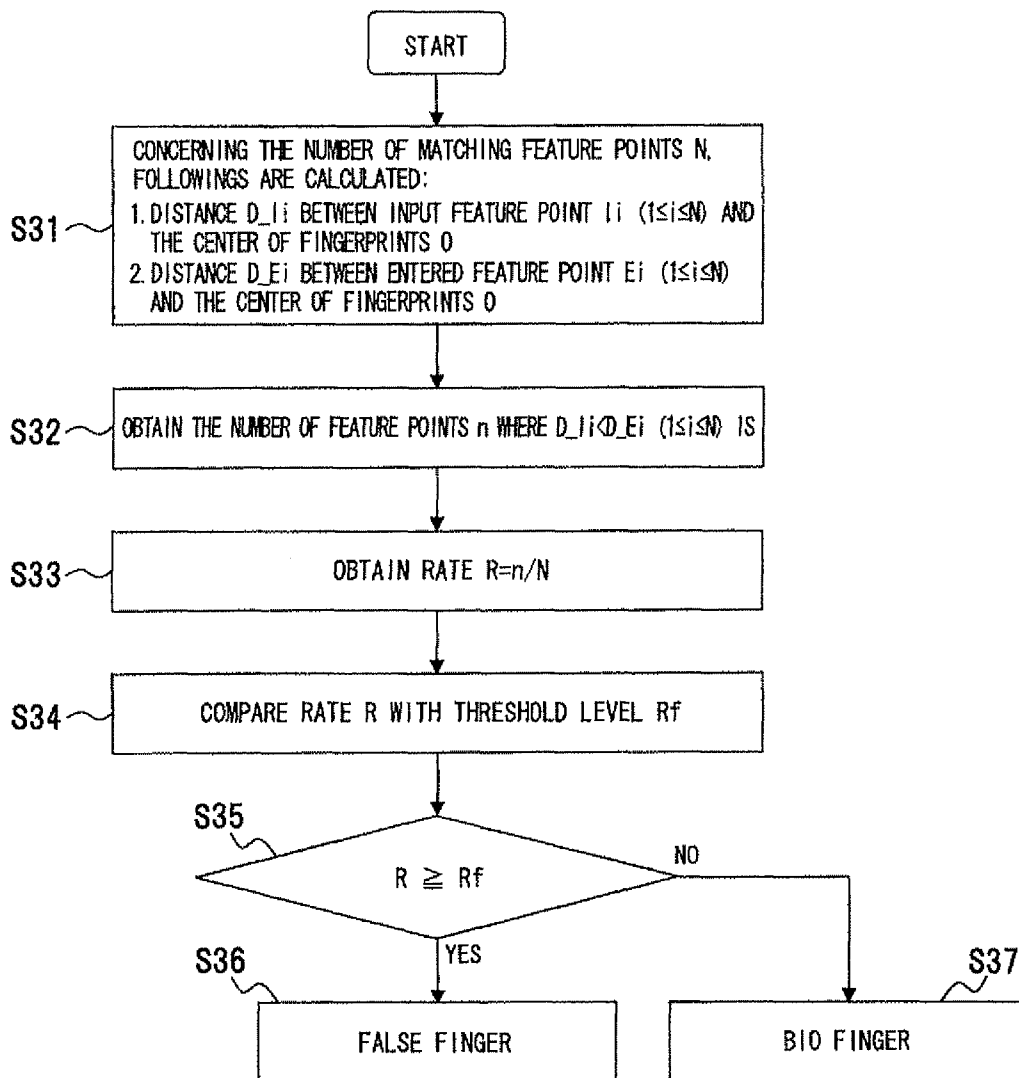 START
CONCERNING THE NUMBER OF MATCHING FEATURE POINTS N,
FOLLOWINGS ARE CALCULATED:
1. DISTANCE D_Ii BETWEEN INPUT FEATURE POINT Ii (1≤i≤N) AND
THE CENTER OF FINGERPRINTS O
2. DISTANCE D_Ei BETWEEN ENTERED FEATURE POINT Ei (1≤i≤N)
AND THE CENTER OF FINGERPRINTS O
S31
OBTAIN THE NUMBER OF FEATURE POINTS n WHERE D_Ii<D_Ei (1≤i≤N) IS
S32
OBTAIN RATE R=n/N
S33
COMPARE RATE R WITH THRESHOLD LEVEL Rf
S34
S35
R ≧ Rf
NO
YES
S36
FALSE FINGER
S37
BIO FINGER